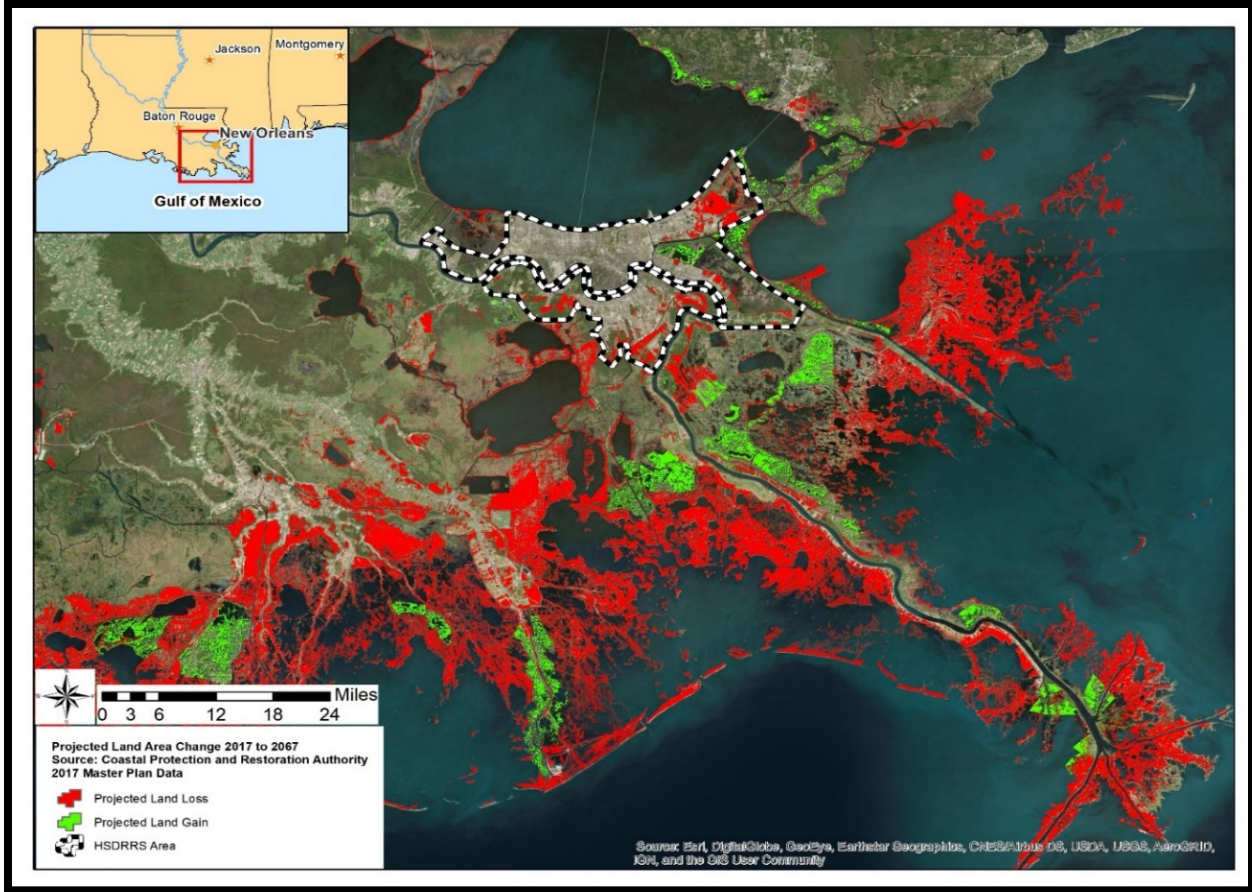 Jackson
Montgomery
Baton Rouge
New Orleans
Gulf of Mexico
Miles
0 3 6 12 18 24
Projected Land Area Change 2017 to 2067
Source: Coastal Protection and Restoration Authority
2017 Master Plan Data
Projected Land Loss
Projected Land Gain
HSDRRS Area
Source: Esri, DigitalGlobe, GeoEye, Earthstar Geographics, CNES/Airbus DS, USDA, USGS, AeroGRID,
IGN, and the GIS User Community